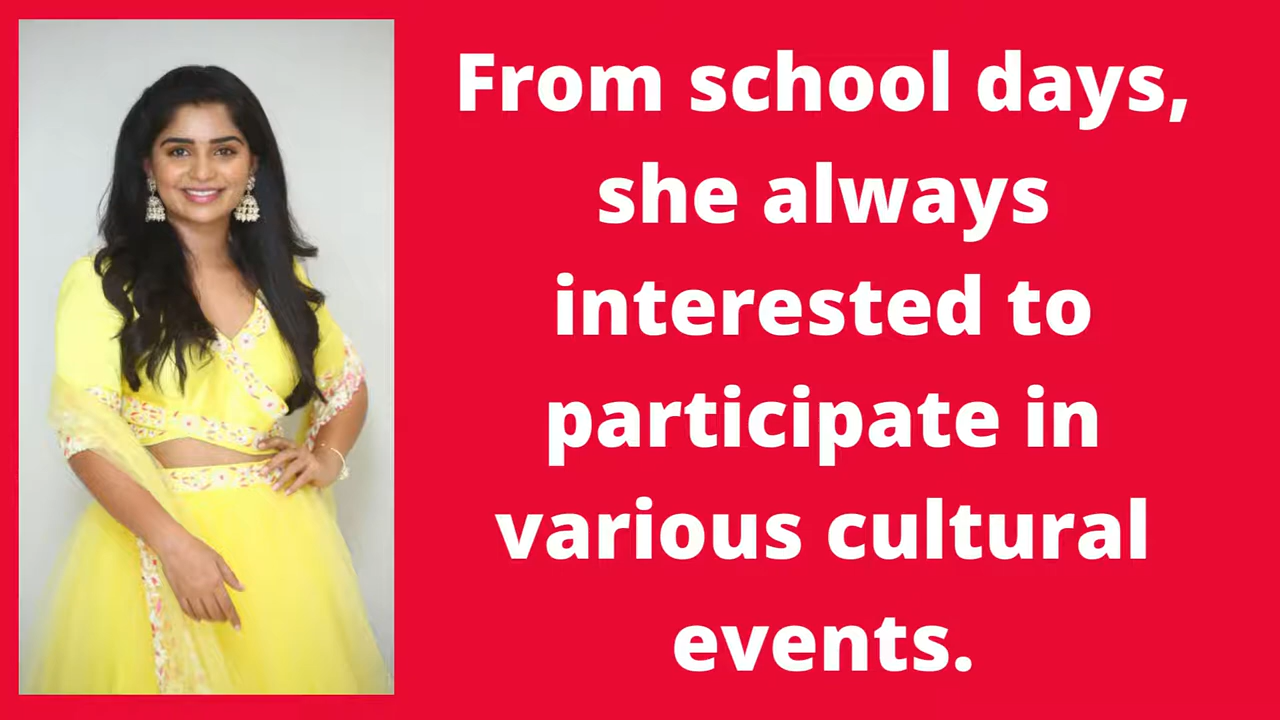 From school days,
she always
interested to
participate in
various cultural
events.